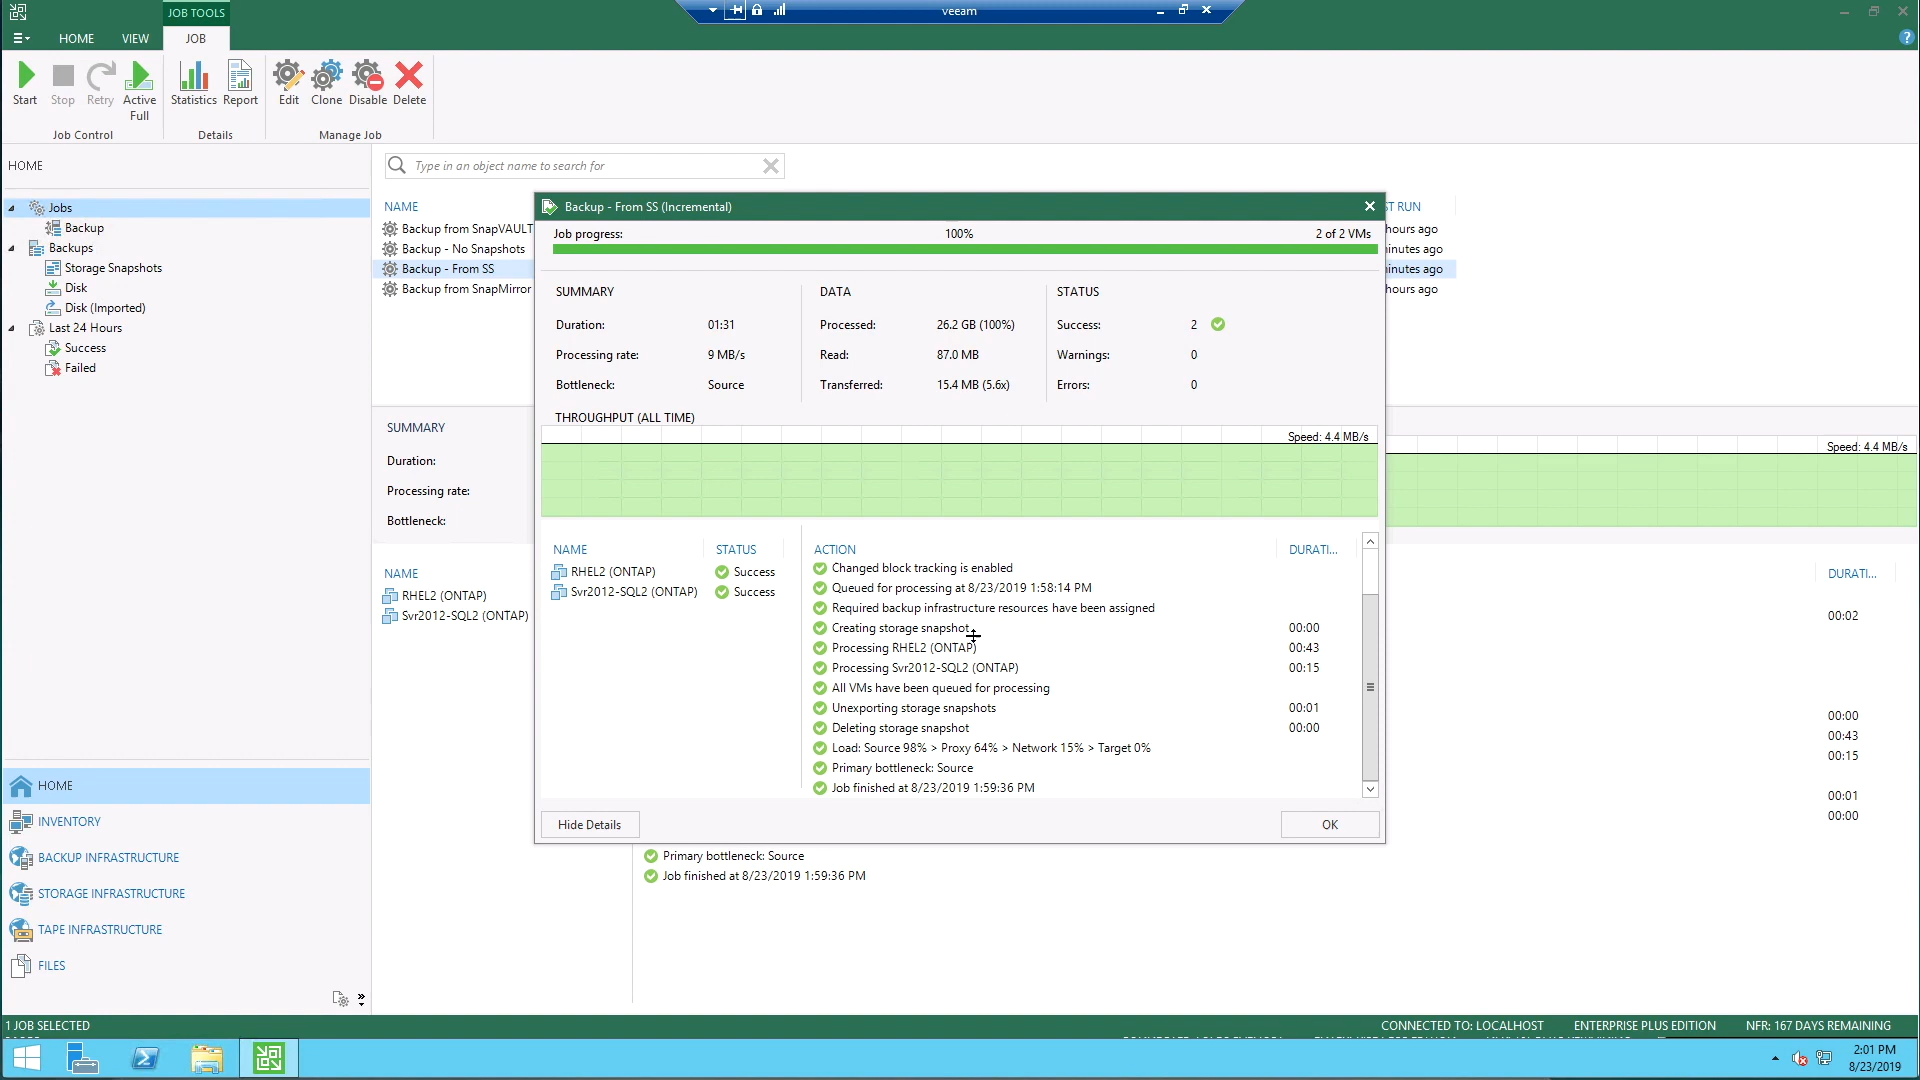 veeam
JOB TOOLS
HOME VIEW JOB
Start Stop Retry Active Full
Statistics Report
Edit Clone Disable Delete
Job Control Details Manage Job
HOME
Jobs
Backup
Backups
Storage Snapshots
Disk
Disk (Imported)
Last 24 Hours
Success
Failed
HOME
INVENTORY
BACKUP INFRASTRUCTURE
STORAGE INFRASTRUCTURE
TAPE INFRASTRUCTURE
FILES
Type in an object name to search for
NAME ST RUN
Backup from SnapVAULT hours ago
Backup - No Snapshots inutes ago
Backup - From SS inutes ago
Backup from SnapMirror hours ago
SUMMARY
Duration:
Processing rate:
Bottleneck:
Speed: 4.4 MB/s
NAME DURATI...
RHEL2 (ONTAP)
Svr2012-SQL2 (ONTAP) 00:02
00:00
00:43
00:15
00:01
00:00
Primary bottleneck: Source
Job finished at 8/23/2019 1:59:36 PM
Backup - From SS (Incremental)
Job progress: 100% 2 of 2 VMs
SUMMARY DATA STATUS
Duration: 01:31 Processed: 26.2 GB (100%) Success: 2
Processing rate: 9 MB/s Read: 87.0 MB Warnings: 0
Bottleneck: Source Transferred: 15.4 MB (5.6x) Errors: 0
THROUGHPUT (ALL TIME)
Speed: 4.4 MB/s
NAME STATUS ACTION DURATI...
RHEL2 (ONTAP) Success
Svr2012-SQL2 (ONTAP) Success
Changed block tracking is enabled
Queued for processing at 8/23/2019 1:58:14 PM
Required backup infrastructure resources have been assigned
Creating storage snapshot 00:00
Processing RHEL2 (ONTAP) 00:43
Processing Svr2012-SQL2 (ONTAP) 00:15
All VMs have been queued for processing
Unexporting storage snapshots 00:01
Deleting storage snapshot 00:00
Load: Source 98% > Proxy 64% > Network 15% > Target 0%
Primary bottleneck: Source
Job finished at 8/23/2019 1:59:36 PM
Hide Details OK
1 JOB SELECTED CONNECTED TO: LOCALHOST ENTERPRISE PLUS EDITION NFR: 167 DAYS REMAINING
2:01 PM
8/23/2019